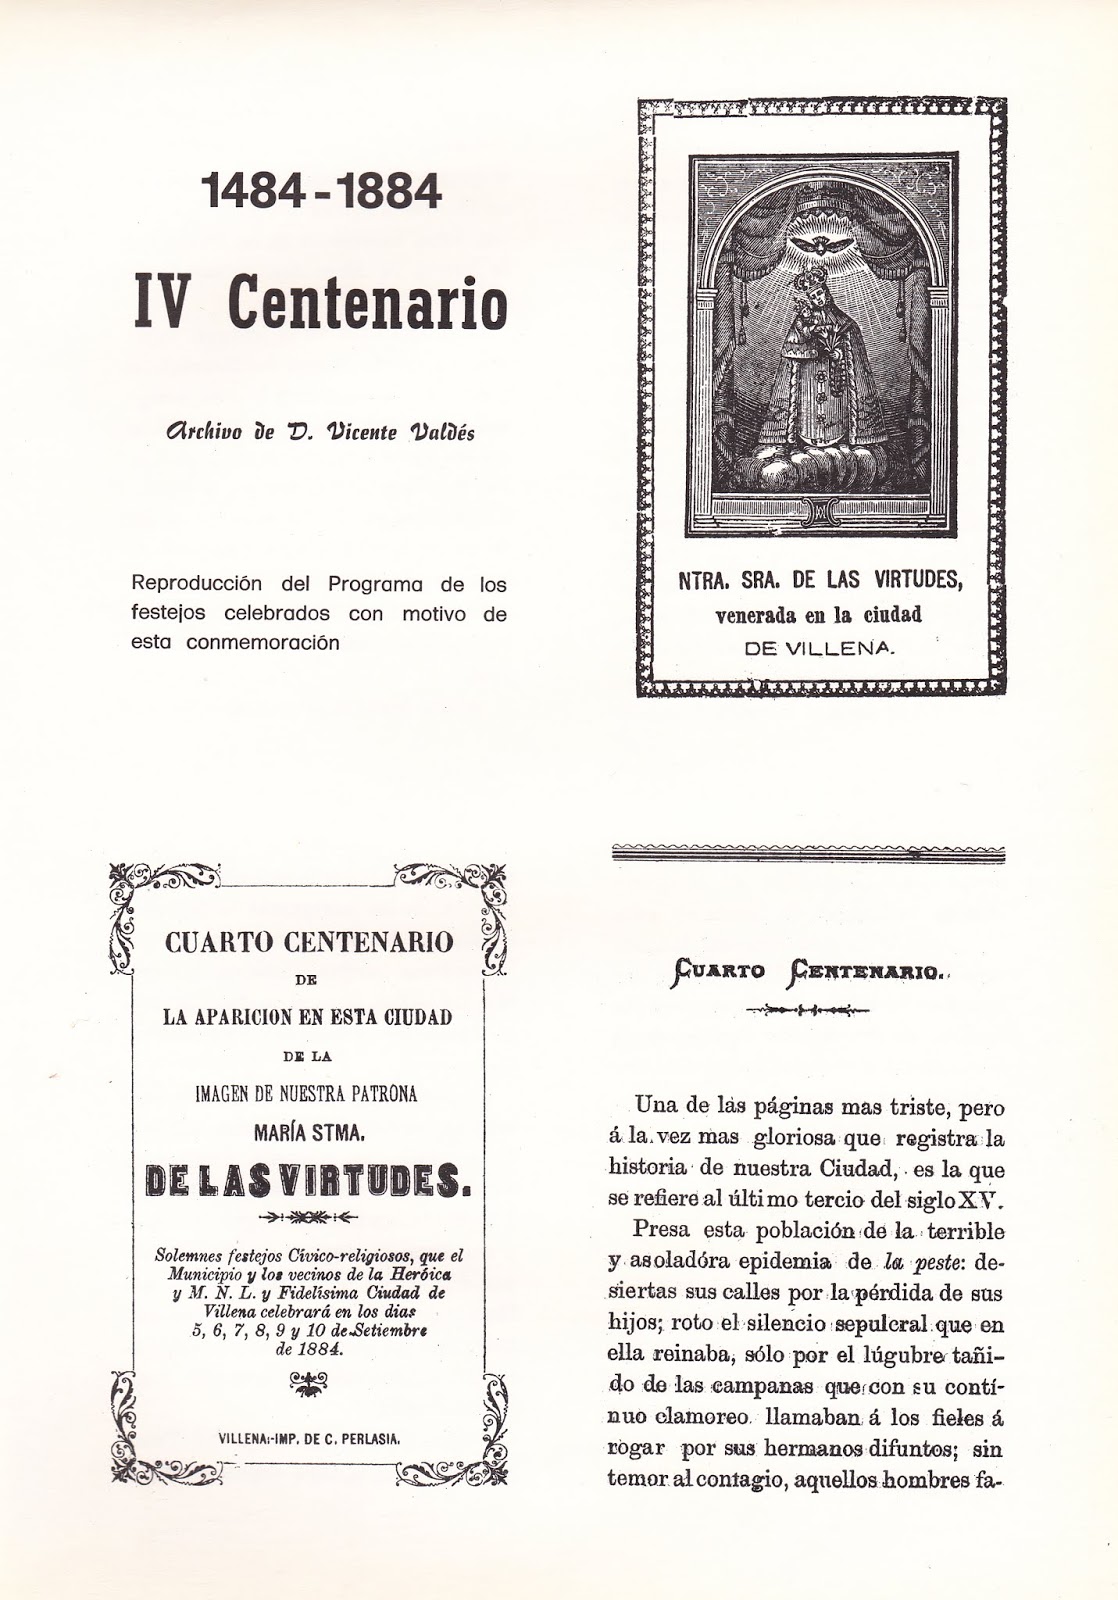 1484-1884
IV Centenario
Archivo de D. Vicente Valdés
Reproducción del Programa de los
festejos celebrados con motivo de
esta conmemoración
NTRA. SRA. DE LAS VIRTUDES,
venerada en la ciudad
DE VILLENA.
CUARTO CENTENARIO
DE
LA APARICION EN ESTA CIUDAD
DE LA
IMAGEN DE NUESTRA PATRONA
MARÍA STMA.
DE LAS VIRTUDES.
Solemnes festejos Cívico-religiosos, que el
Municipio y los vecinos de la Heróica
y M. N. L. y Fidelísima Ciudad de
Villena celebrará en los dias
5, 6, 7, 8, 9 y 10 de Setiembre
de 1884.
VILLENA:-IMP. DE C. PERLASIA.
CUARTO CENTENARIO.
Una de las páginas mas triste, pero
á la vez mas gloriosa que registra la
historia de nuestra Ciudad, es la que
se refiere al último tercio del siglo XV.
Presa esta población de la terrible
y asoladóra epidemia de la peste: de-
siertas sus calles por la pérdida de sus
hijos; roto el silencio sepulcral que en
ella reinaba, sólo por el lúgubre tañi-
do de las campanas que con su contí-
nuo clamoreo llamaban á los fieles á
rogar por sus hermanos difuntos; sin
temor al contagio, aquellos hombres fa-